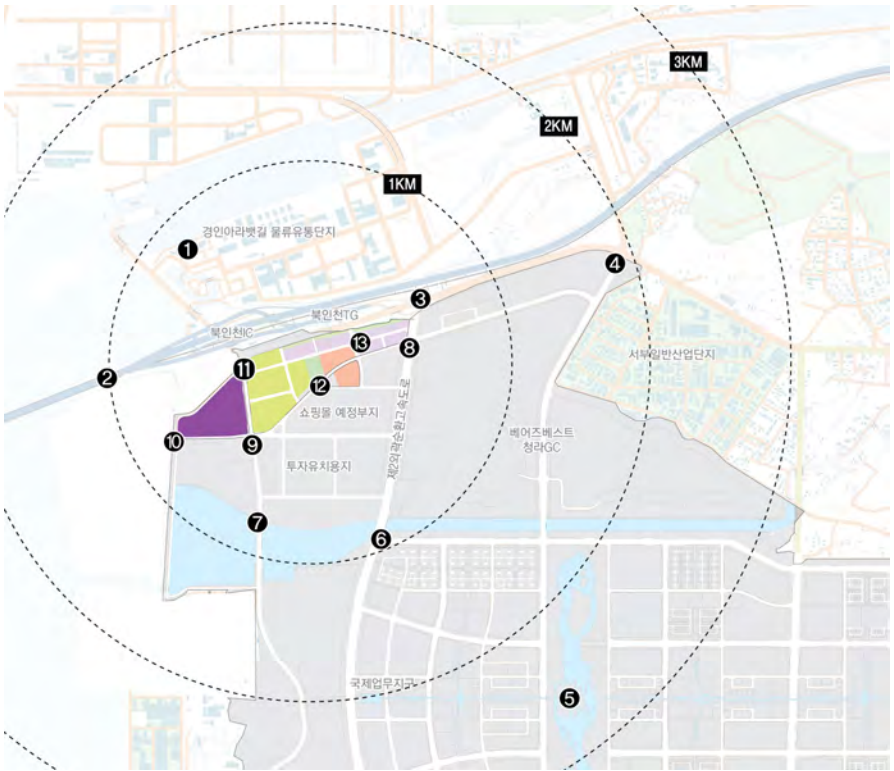 3KM
2KM
1KM
경인아라뱃길 물류유통단지
1
4
3
북인천TG
북인천IC
13
8
서부일반산업단지
11
2
12
쇼핑몰 예정부지
제2외곽순환고속도로
베어즈베스트
청라GC
10
9
투자유치용지
7
6
국제업무지구
5